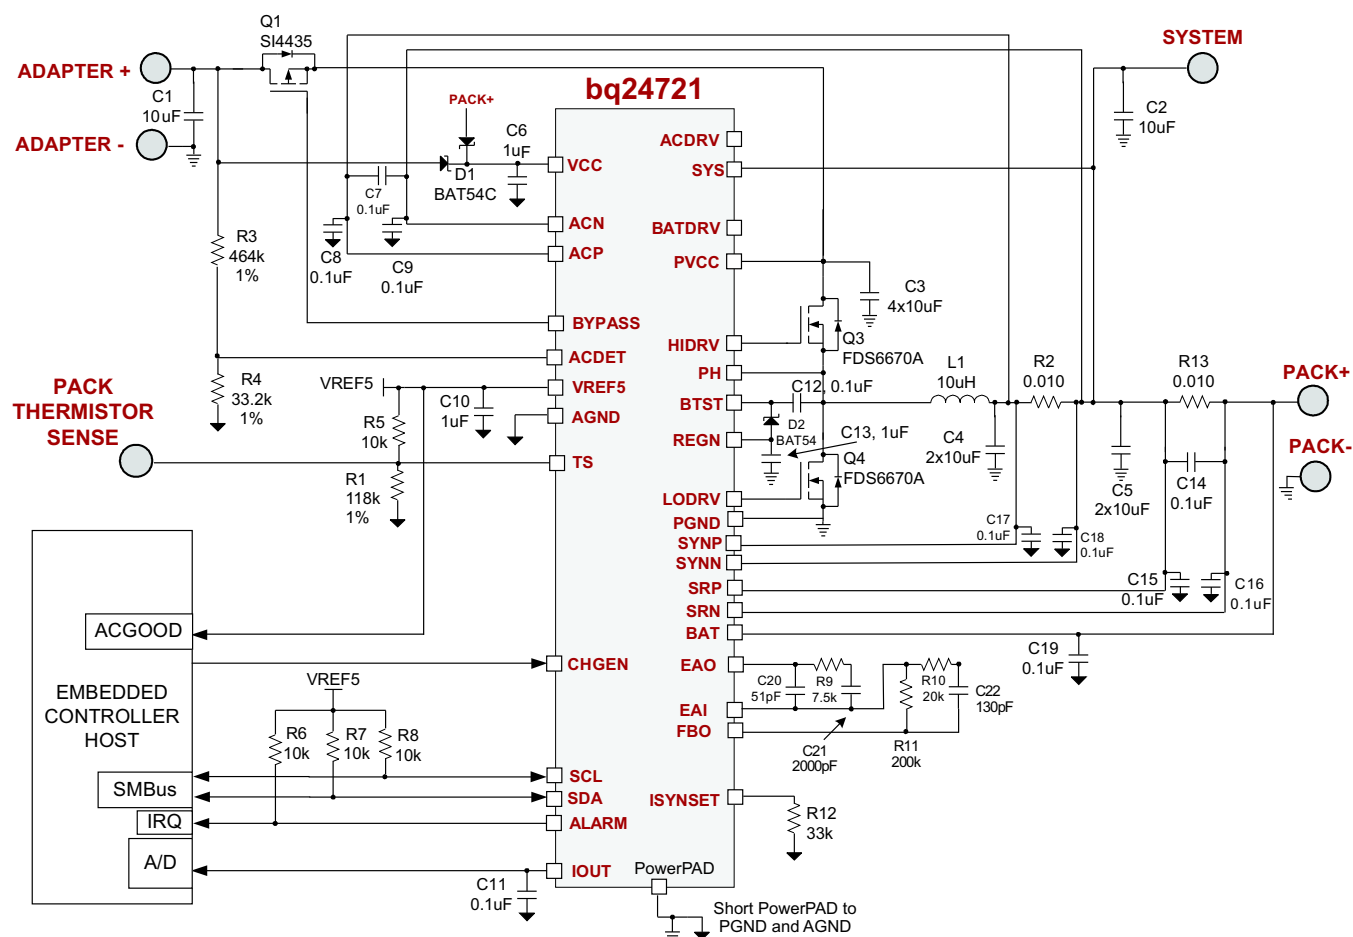 Q1
SI4435
SYSTEM
ADAPTER +
C1
10uF
ADAPTER -
PACK+
C6
1uF
bq24721
C2
10uF
D1
BAT54C
VCC
ACDRV
SYS
C7
0.1uF
ACN
BATDRV
R3
464k
1%
C8
0.1uF
C9
0.1uF
ACP
PVCC
C3
4x10uF
BYPASS
HIDRV
Q3
FDS6670A
ACDET
PH
L1
10uH
R2
0.010
R13
0.010
PACK+
PACK
THERMISTOR
SENSE
R4
33.2k
1%
VREF5
VREF5
C10
1uF
C12, 0.1uF
BTST
AGND
R5
10k
D2
BAT54
REGN
C13, 1uF
C4
2x10uF
PACK-
TS
Q4
FDS6670A
R1
118k
1%
C5
2x10uF
C14
0.1uF
LODRV
PGND
C17
0.1uF
C18
0.1uF
SYNP
SYNN
SRP
C15
0.1uF
C16
0.1uF
SRN
ACGOOD
BAT
C19
0.1uF
CHGEN
EAO
C20
51pF
R9
7.5k
R10
20k
C22
130pF
EMBEDDED
CONTROLLER
HOST
VREF5
EAI
FBO
R6
10k
R7
10k
R8
10k
C21
2000pF
R11
200k
SMBus
SCL
SDA
ISYNSET
R12
33k
IRQ
ALARM
A/D
IOUT
PowerPAD
C11
0.1uF
Short PowerPAD to
PGND and AGND